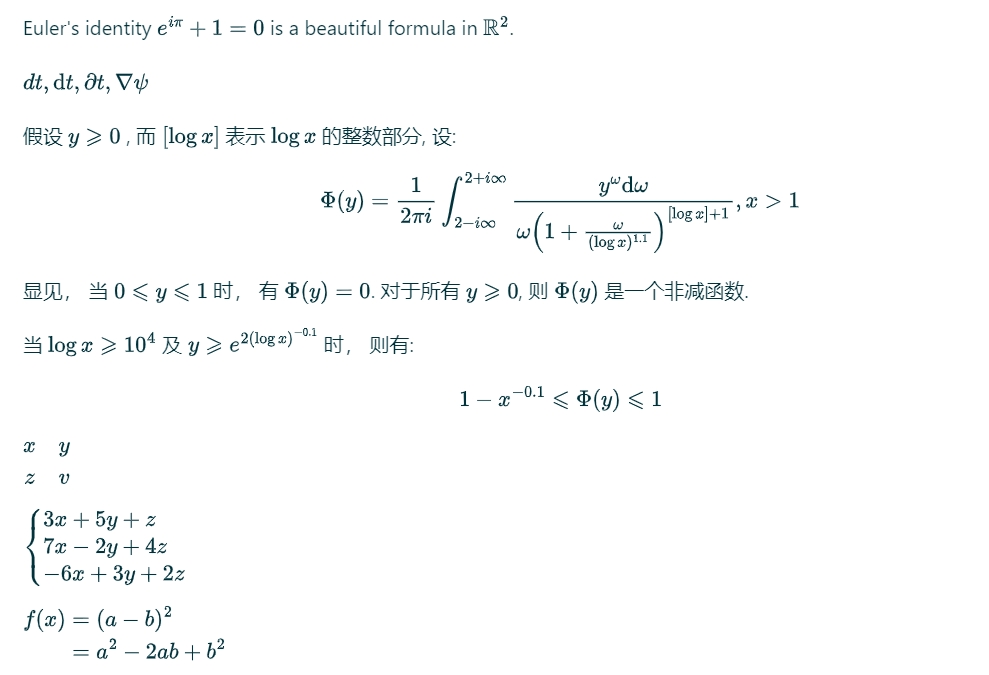 Euler's identity $e^{i\pi} + 1 = 0$ is a beautiful formula in $\mathbb{R}^2$.
$dt, \mathrm{d}t, \partial t, \nabla\psi$
假设 $y \geqslant 0$ , 而 $[\log x]$ 表示 $\log x$ 的整数部分, 设:
$\Phi(y) = \frac{1}{2\pi i} \int_{2-i\infty}^{2+i\infty} \frac{y^{\omega} \mathrm{d}\omega}{\omega \left(1 + \frac{\omega}{(\log x)^{1.1}}\right)^{[\log x]+1}}, x > 1$
显见， 当 $0 \leqslant y \leqslant 1$ 时， 有 $\Phi(y) = 0$. 对于所有 $y \geqslant 0$, 则 $\Phi(y)$ 是一个非减函数.
当 $\log x \geqslant 10^4$ 及 $y \geqslant e^{2(\log x)^{-0.1}}$ 时， 则有:
$1 - x^{-0.1} \leqslant \Phi(y) \leqslant 1$
$x \quad y$
$z \quad v$
$\begin{cases} 3x + 5y + z \\ 7x - 2y + 4z \\ -6x + 3y + 2z \end{cases}$
$f(x) = (a - b)^2$
$= a^2 - 2ab + b^2$